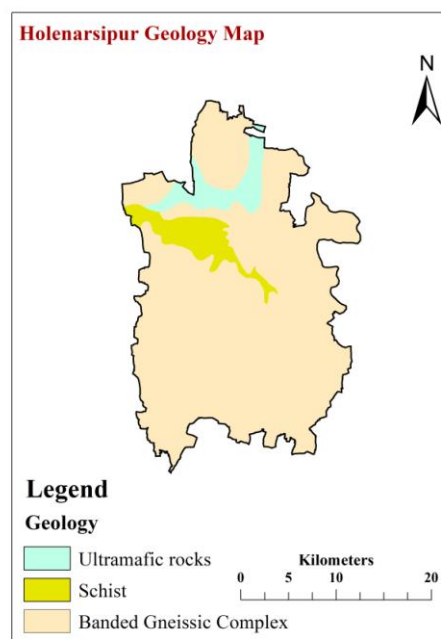 Holenarsipur Geology Map
N
Legend
Geology
Ultramafic rocks
Schist
Banded Gneissic Complex
Kilometers
0 5 10 20